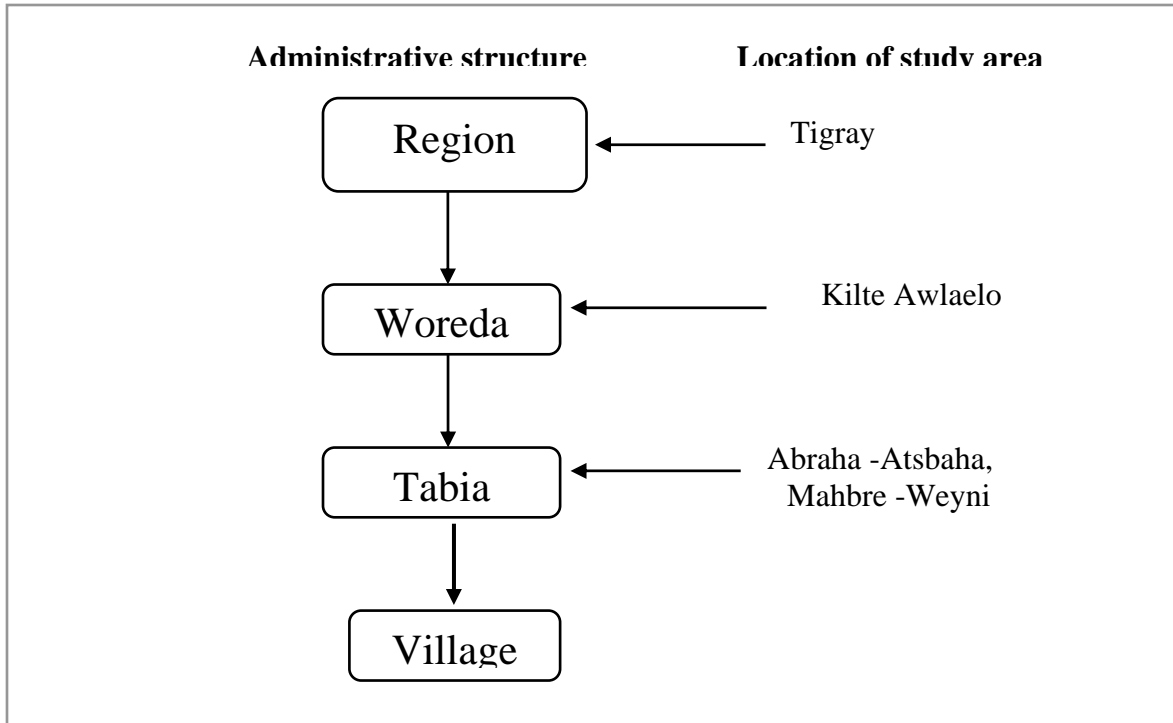 Administrative structure
Location of study area
Region
Tigray
Woreda
Kilte Awlaelo
Tabia
Abraha -Atsbaha,
Mahbre -Weyni
Village